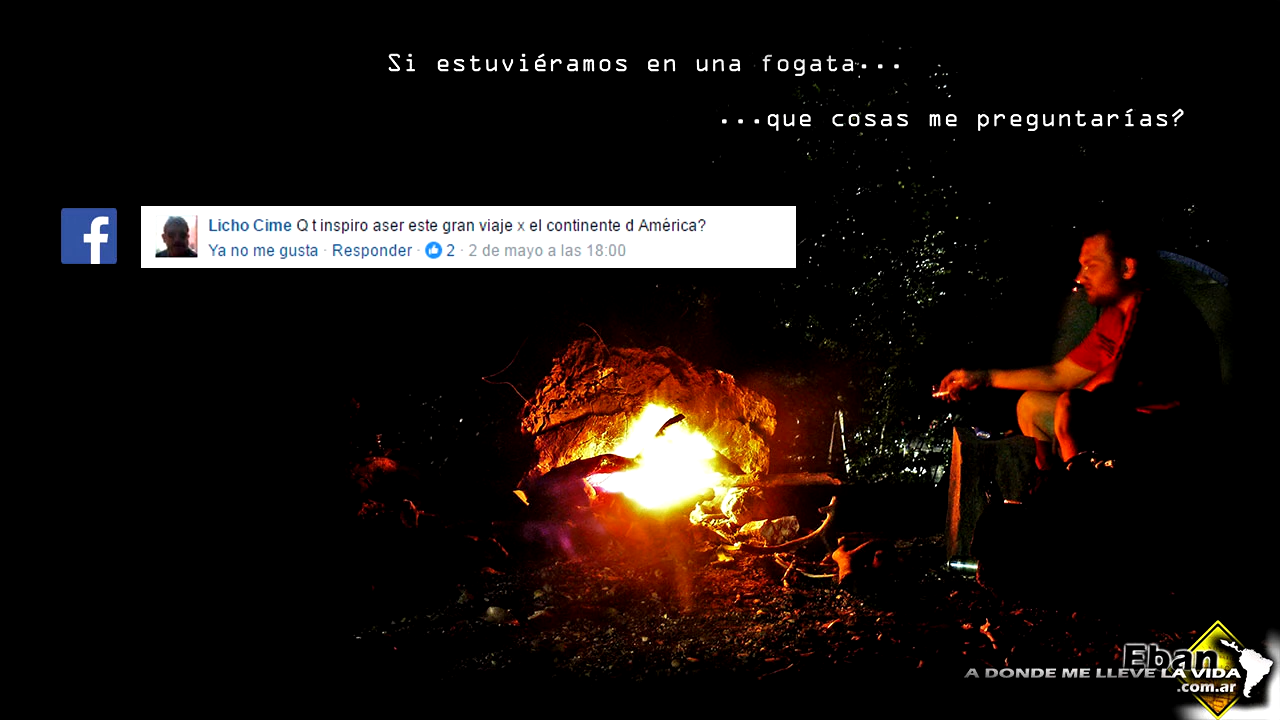 Si estuviéramos en una fogata...
...que cosas me preguntarías?
Licho Cime Q t inspiro aser este gran viaje x el continente d América?
Ya no me gusta · Responder · 2 · 2 de mayo a las 18:00
Eban
A DONDE ME LLEVE LA VIDA
.com.ar